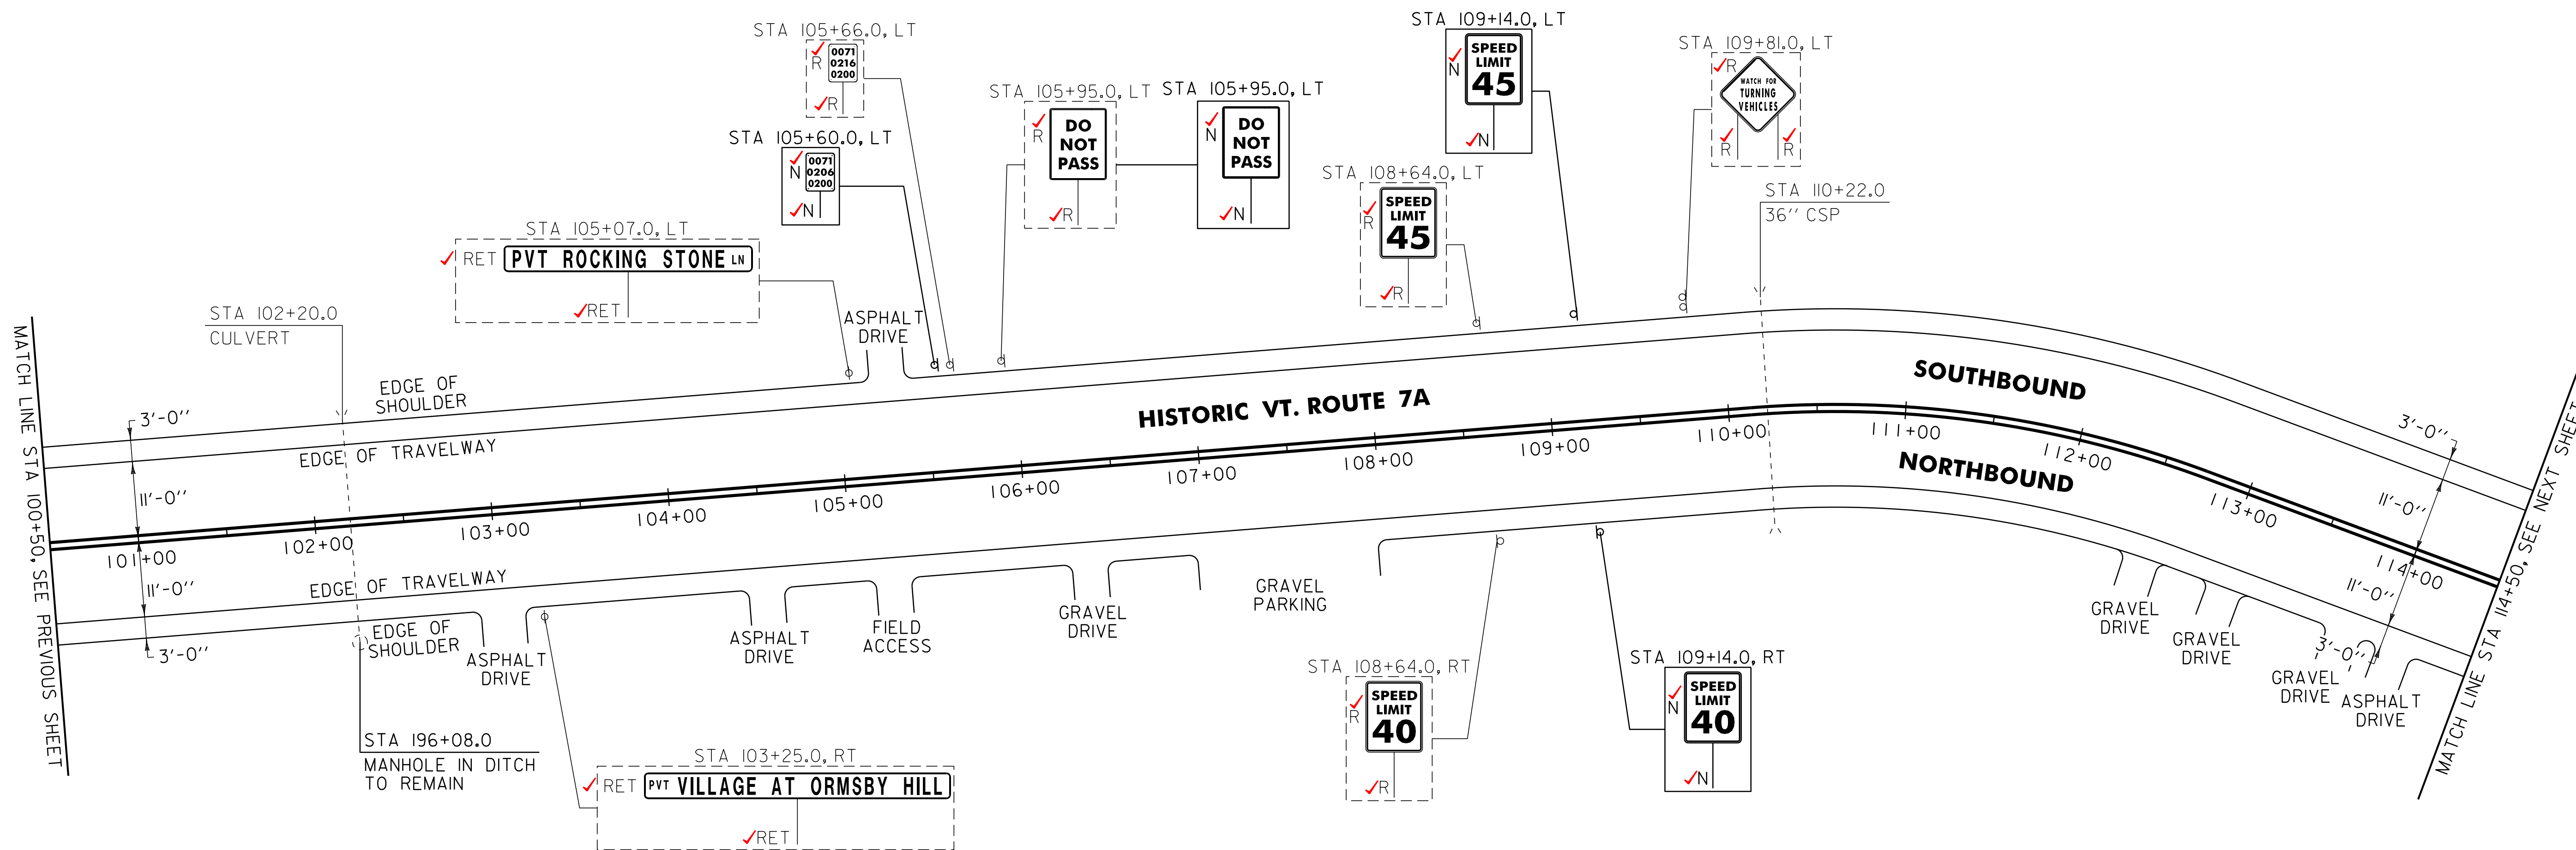 STA 105+66.0, LT
R
0071
0216
0200
R
STA 105+60.0, LT
N
0071
0206
0200
N
STA 105+07.0, LT
RET
PVT ROCKING STONE LN
RET
STA 105+95.0, LT
R
DO
NOT
PASS
R
STA 105+95.0, LT
N
DO
NOT
PASS
N
STA 109+14.0, LT
N
SPEED
LIMIT
45
N
STA 108+64.0, LT
R
SPEED
LIMIT
45
R
STA 109+81.0, LT
R
WATCH FOR
TURNING
VEHICLES
R
R
STA 110+22.0
36" CSP
STA 102+20.0
CULVERT
ASPHALT
DRIVE
MATCH LINE STA 100+50, SEE PREVIOUS SHEET
3'-0"
11'-0"
11'-0"
3'-0"
EDGE OF
SHOULDER
EDGE OF TRAVELWAY
HISTORIC VT. ROUTE 7A
SOUTHBOUND
NORTHBOUND
101+00
102+00
103+00
104+00
105+00
106+00
107+00
108+00
109+00
110+00
111+00
112+00
113+00
114+00
EDGE OF TRAVELWAY
EDGE OF
SHOULDER
ASPHALT
DRIVE
ASPHALT
DRIVE
FIELD
ACCESS
GRAVEL
DRIVE
GRAVEL
PARKING
GRAVEL
DRIVE
GRAVEL
DRIVE
GRAVEL
DRIVE
ASPHALT
DRIVE
3'-0"
11'-0"
11'-0"
3'-0"
MATCH LINE STA 114+50, SEE NEXT SHEET
STA 196+08.0
MANHOLE IN DITCH
TO REMAIN
STA 103+25.0, RT
RET
PVT VILLAGE AT ORMSBY HILL
RET
STA 108+64.0, RT
R
SPEED
LIMIT
40
R
STA 109+14.0, RT
N
SPEED
LIMIT
40
N